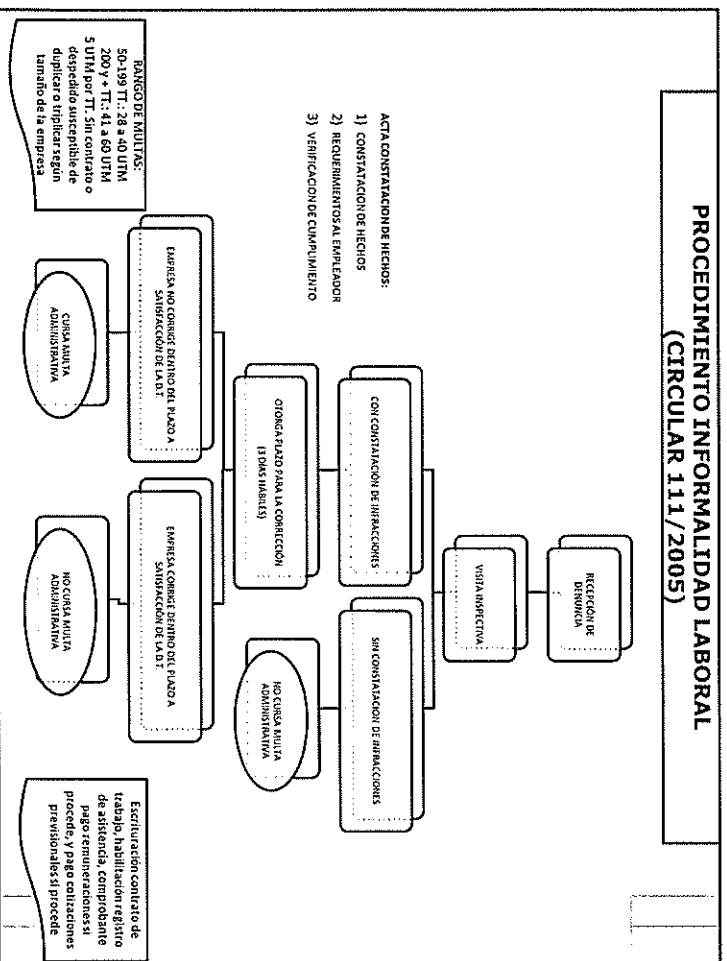 PROCEDIMIENTO INFORMALIDAD LABORAL
(CIRCULAR 111/2005)
RECEPCIÓN DE
DENUNCIA
VISITA INSPECTIVA
CON CONSTATACIÓN DE INFRACCIONES
SIN CONSTATACION DE INFRACCIONES
ACTA CONSTATACION DE HECHOS:
1) CONSTATACION DE HECHOS
2) REQUERIMIENTOS AL EMPLEADOR
3) VERIFICACION DE CUMPLIMIENTO
OTORGA PLAZO PARA LA CORRECCIÓN
(3 DÍAS HÁBILES)
NO CURSA MULTA
ADMINISTRATIVA
EMPRESA NO CORRIGE DENTRO DEL PLAZO A
SATISFACCIÓN DE LA D.T.
EMPRESA CORRIGE DENTRO DEL PLAZO A
SATISFACCIÓN DE LA D.T.
CURSA MULTA
ADMINISTRATIVA
NO CURSA MULTA
ADMINISTRATIVA
RANGO DE MULTAS:
50-199 TT.: 28 a 40 UTM
200 y + TT.: 41 a 60 UTM
5 UTM por TT. Sin contrato o
despedido susceptible de
duplicar o triplicar según
tamaño de la empresa
Escrituración contrato de
trabajo, habilitación registro
de asistencia, comprobante
pago remuneraciones si
procede, y pago cotizaciones
previsionales si procede